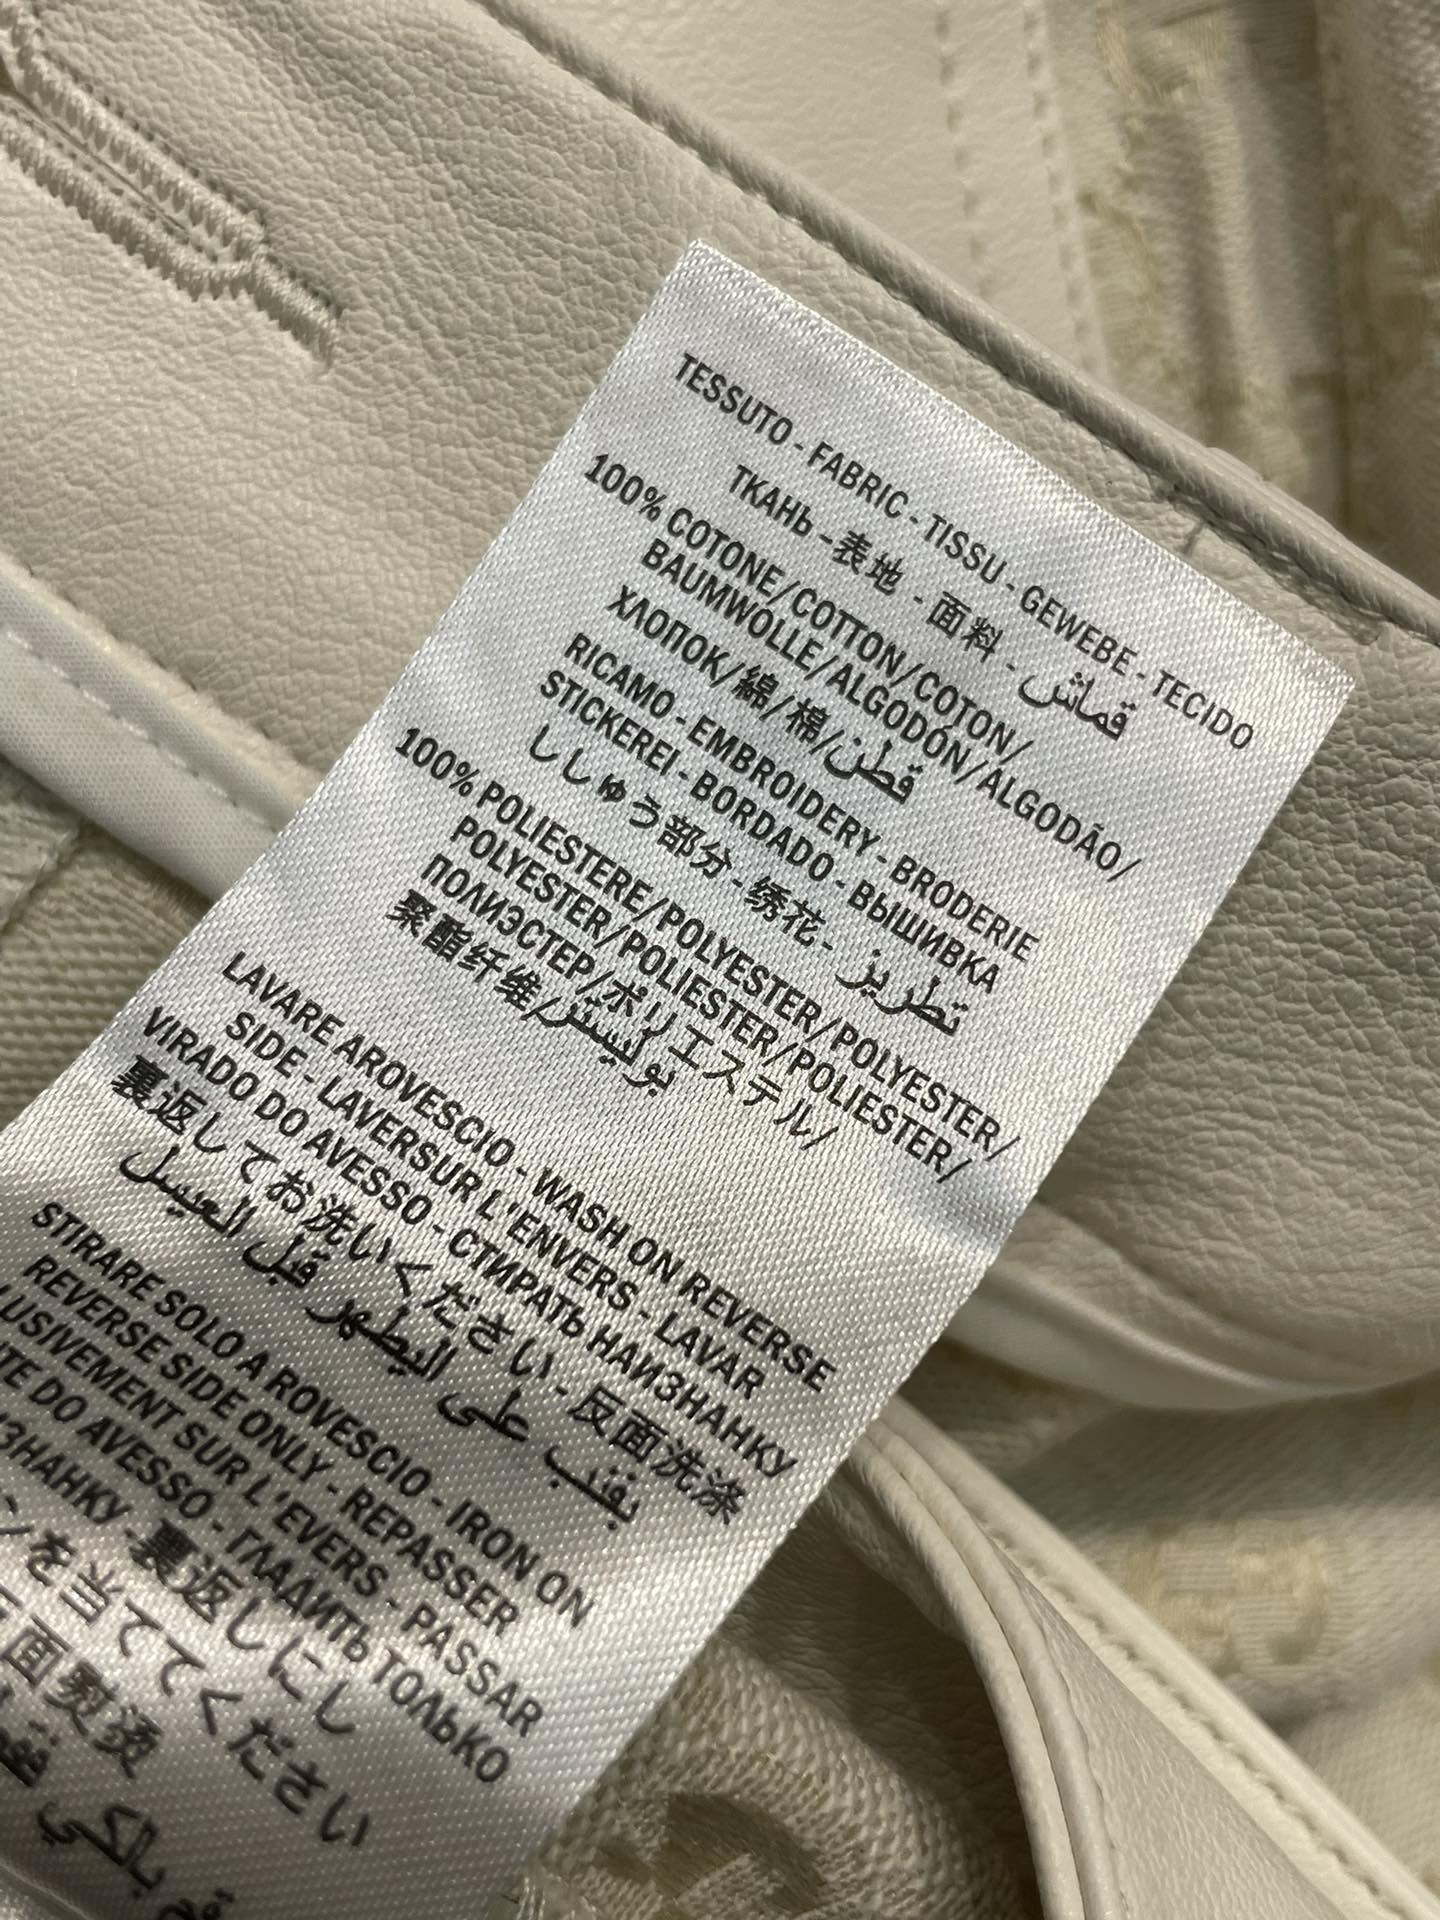 TESSUTO - FABRIC - TISSU - GEWEBE - TECIDO
ТКАНЬ - 表地 - 面料 - قماش
100% COTONE/COTTON/COTON/
BAUMWOLLE/ALGODÓN/ALGODÃO/
ХЛОПОК/綿/棉/قطن
RICAMO - EMBROIDERY - BRODERIE
STICKEREI - BORDADO - ВЫШИВКА
ししゅう部分 - 绣花 - تطريز
100% POLIESTERE/POLYESTER/POLYESTER/
POLYESTER/POLIESTER/POLIESTER/
ПОЛИЭСТЕР/ポリエステル/
聚酯纤维/بوليستر
LAVARE AROVESCIO - WASH ON REVERSE
SIDE - LAVERSUR L'ENVERS - LAVAR
VIRADO DO AVESSO - СТИРАТЬ НАИЗНАНКУ
裏返してお洗いください - 反面洗涤
يقنب على اليطهر قبل العيسل
STIRARE SOLO A ROVESCIO - IRON ON
REVERSE SIDE ONLY - REPASSER
LUSIVEMENT SUR L'EVERS - PASSAR
TE DO AVESSO - ГЛАДИТЬ ТОЛЬКО
ИЗНАНКУ - 裏返しにし
ンを当ててください
面熨烫